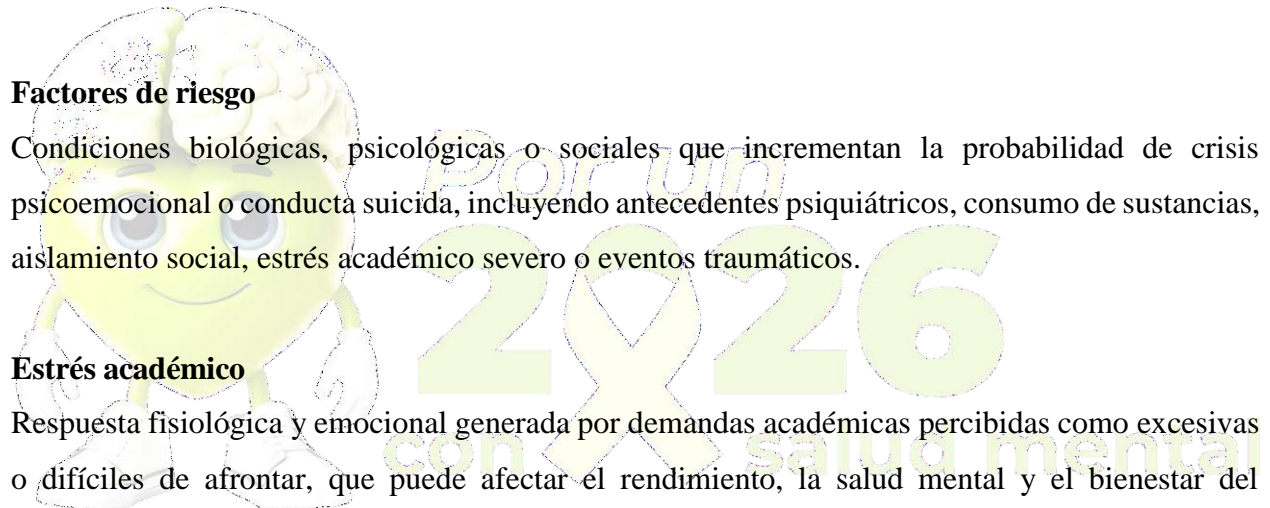 Factores de riesgo
Condiciones biológicas, psicológicas o sociales que incrementan la probabilidad de crisis
psicoemocional o conducta suicida, incluyendo antecedentes psiquiátricos, consumo de sustancias,
aislamiento social, estrés académico severo o eventos traumáticos.
Estrés académico
Respuesta fisiológica y emocional generada por demandas académicas percibidas como excesivas
o difíciles de afrontar, que puede afectar el rendimiento, la salud mental y el bienestar del
Por un
2026
con salud mental